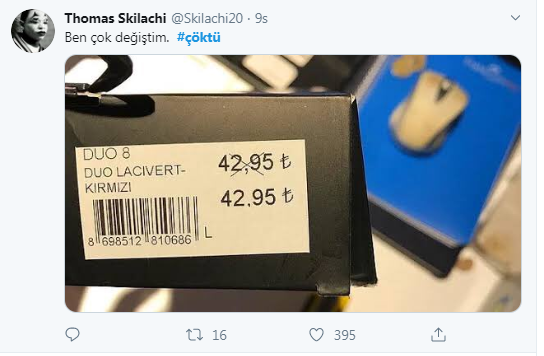 Thomas Skilachi @Skilachi20 · 9s
Ben çok değiştim. #çöktü
DUO 8
DUO LACIVERT-
KIRMIZI
42,95 ₺
42.95 ₺
8 698512 810686
L
16
395